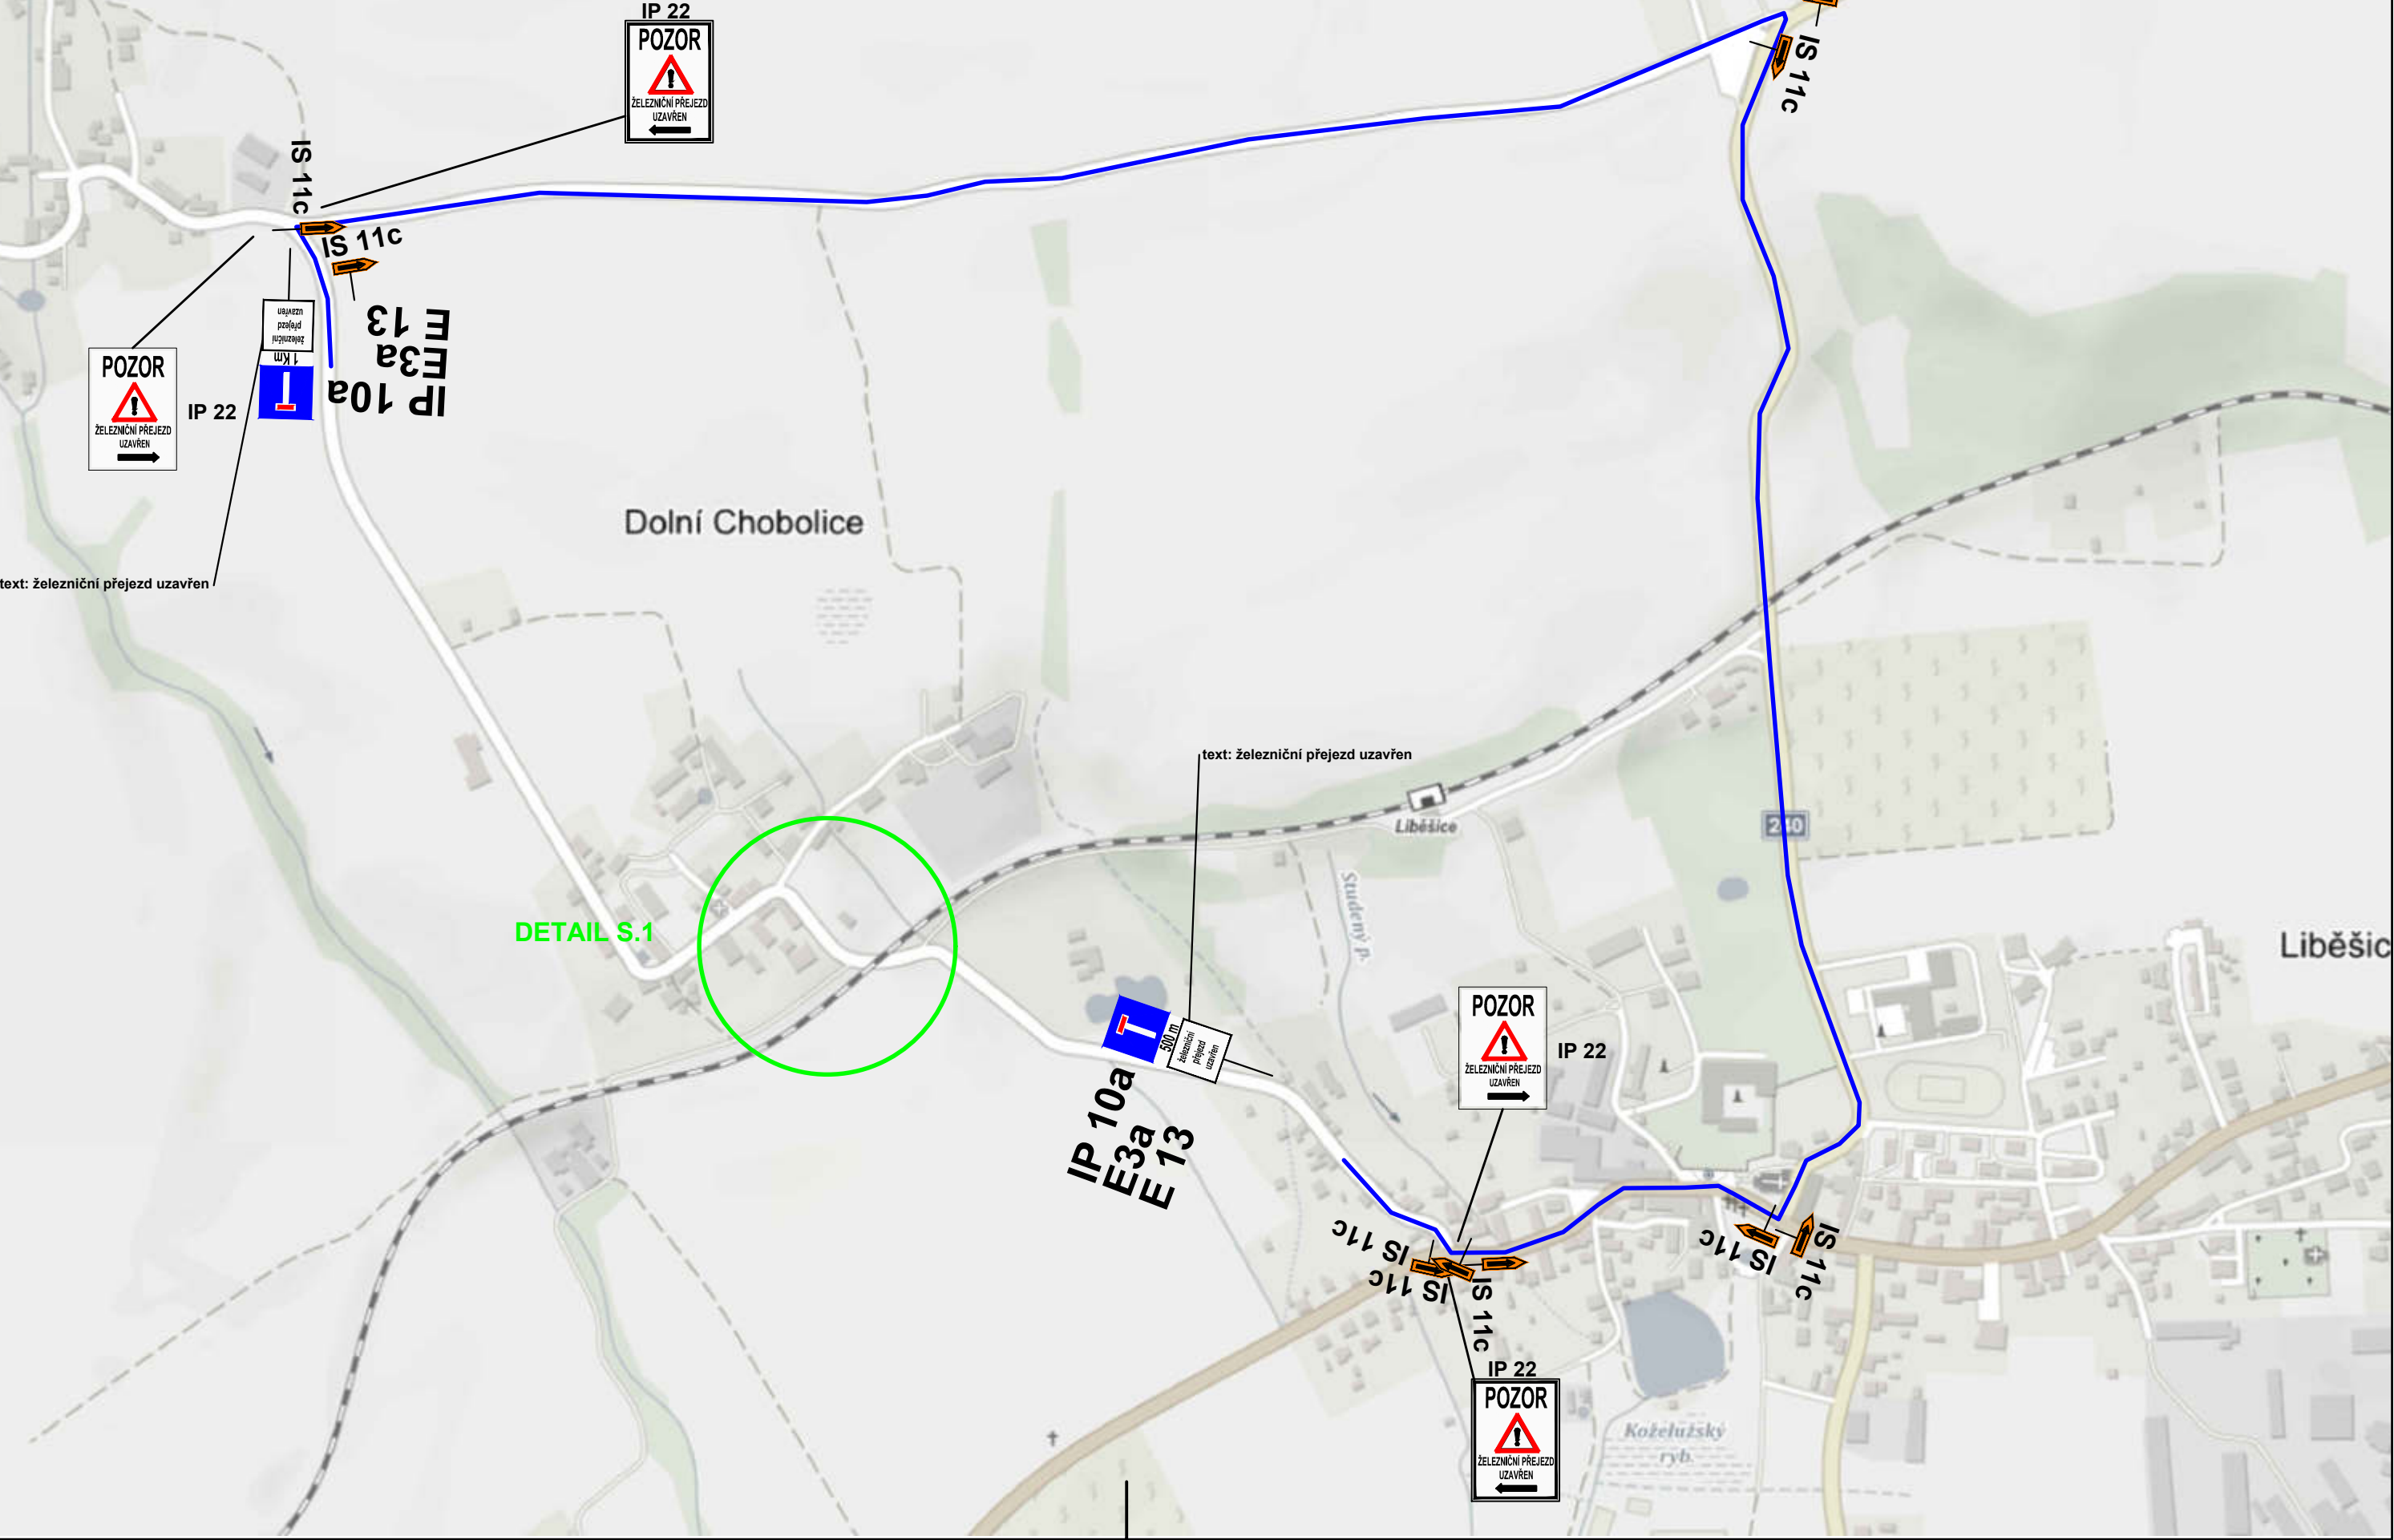 IP 22
POZOR
ŽELEZNIČNÍ PŘEJEZD
UZAVŘEN
IS 11c
IS 11c
IS 11c
železniční
přejezd
uzavřen
1 Km
E 13
E3a
IP 10a
POZOR
ŽELEZNIČNÍ PŘEJEZD
UZAVŘEN
IP 22
Dolní Chobolice
text: železniční přejezd uzavřen
text: železniční přejezd uzavřen
Liběšice
240
Studený p.
DETAIL S.1
Liběšic
500 m
železniční
přejezd
uzavřen
IP 10a
E3a
E 13
POZOR
ŽELEZNIČNÍ PŘEJEZD
UZAVŘEN
IP 22
IS 11c
IS 11c
IS 11c
IS 11c
IS 11c
IP 22
POZOR
ŽELEZNIČNÍ PŘEJEZD
UZAVŘEN
Koželužský
ryb.